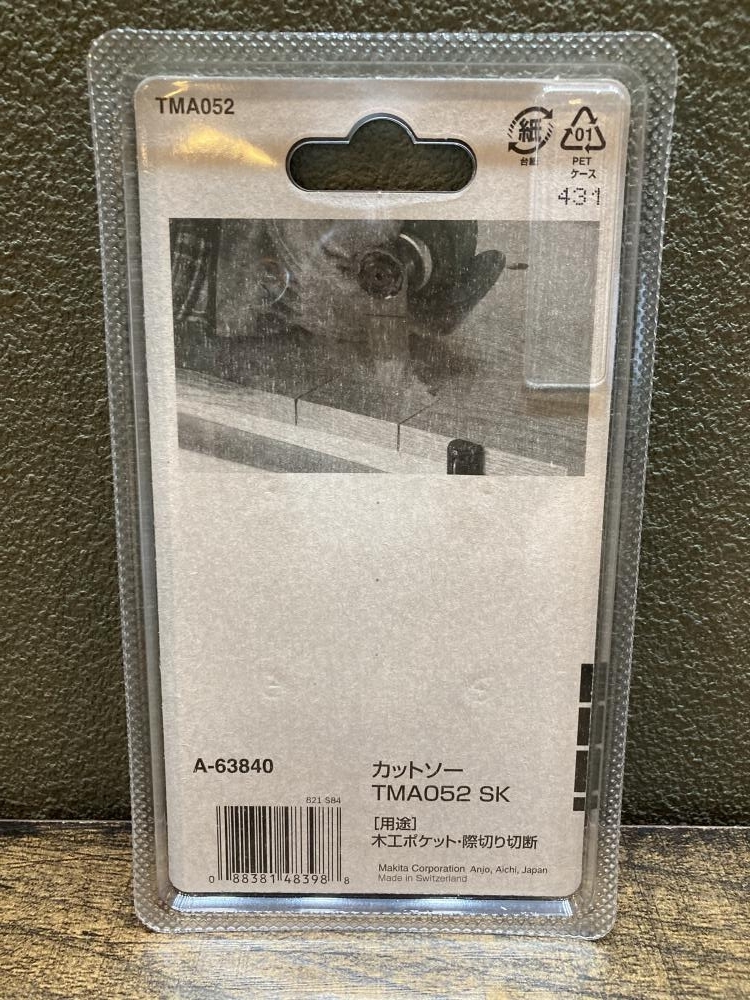 TMA052
紙
台紙
01
PET
ケース
431
A-63840
821 S84
0 88381 48398 8
カットソー
TMA052 SK
[用途]
木工ポケット・際切り切断
Makita Corporation Anjo, Aichi, Japan
Made in Switzerland